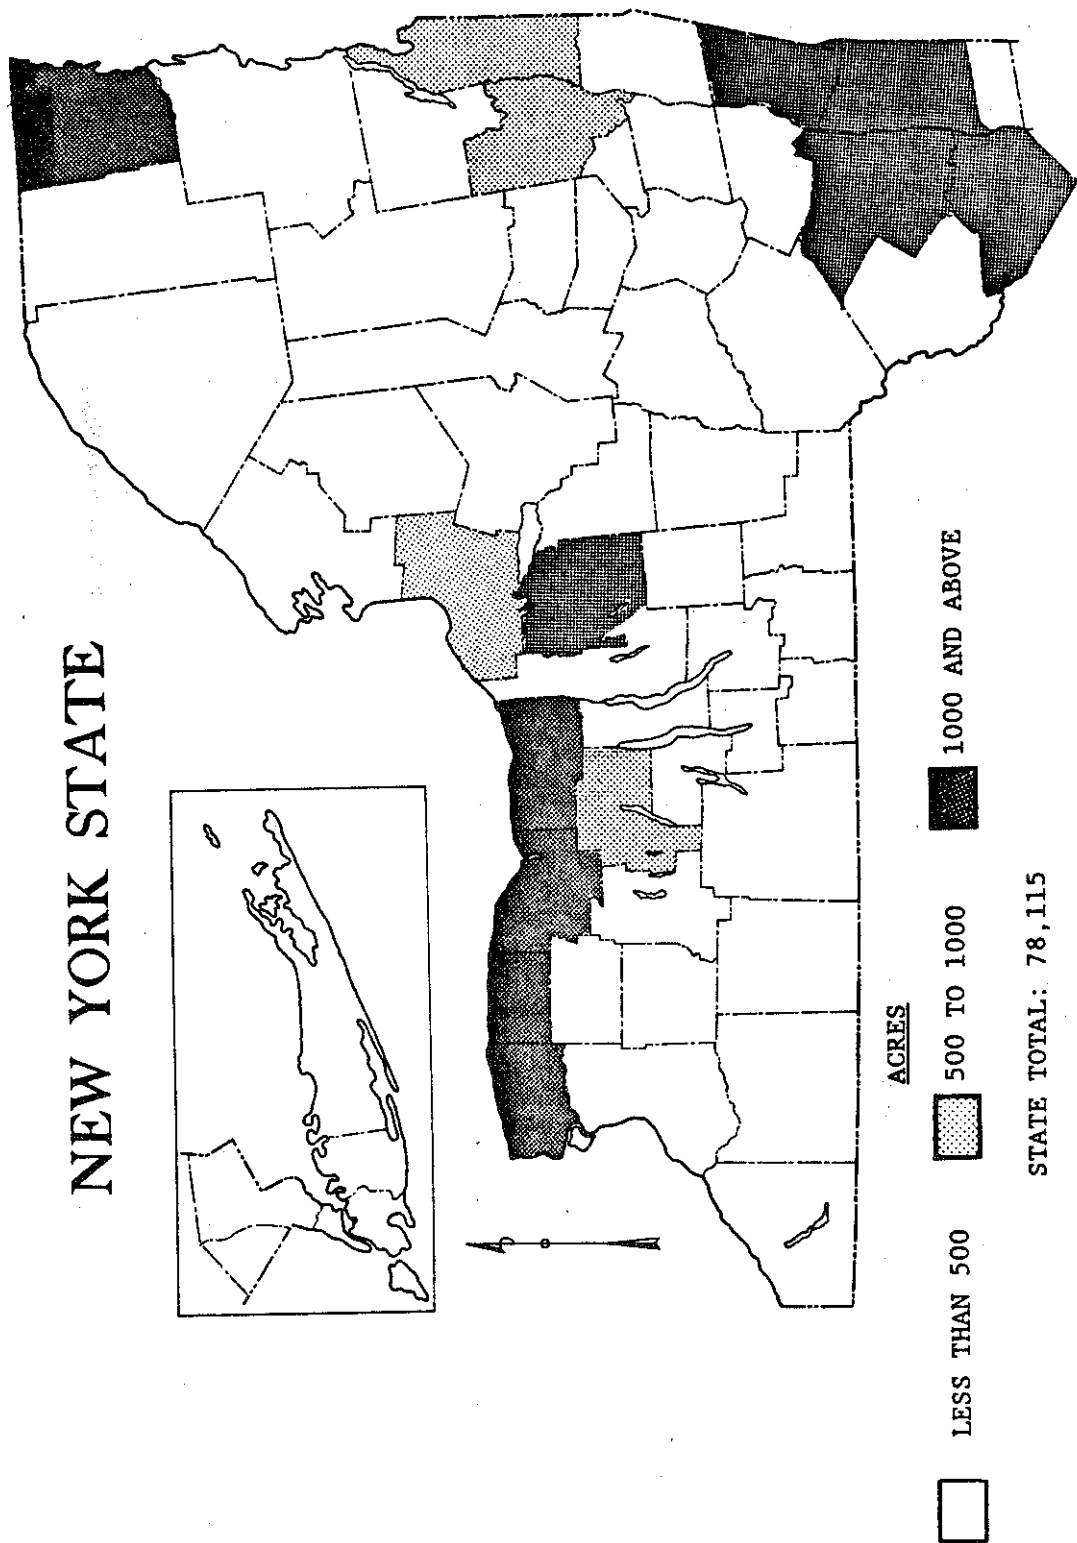 NEW YORK STATE
ACRES
LESS THAN 500
500 TO 1000
1000 AND ABOVE
STATE TOTAL: 78,115